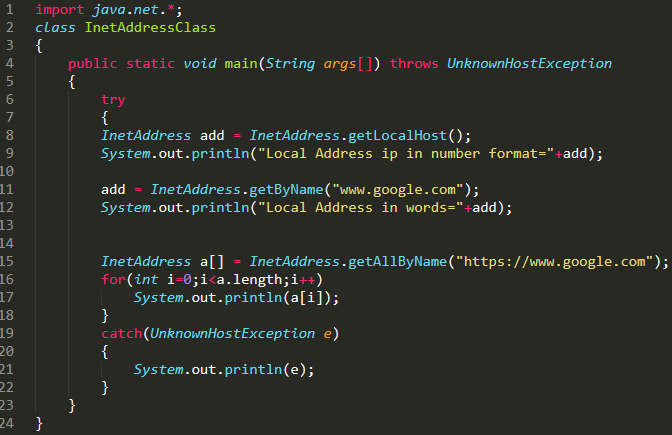 1 import java.net.*;
2 class InetAddressClass
3 {
4 public static void main(String args[]) throws UnknownHostException
5 {
6 try
7 {
8 InetAddress add = InetAddress.getLocalHost();
9 System.out.println("Local Address ip in number format="+add);
10
11 add = InetAddress.getByName("www.google.com");
12 System.out.println("Local Address in words="+add);
13
14
15 InetAddress a[] = InetAddress.getAllByName("https://www.google.com");
16 for(int i=0;i<a.length;i++)
17 System.out.println(a[i]);
18 }
19 catch(UnknownHostException e)
20 {
21 System.out.println(e);
22 }
23 }
24 }